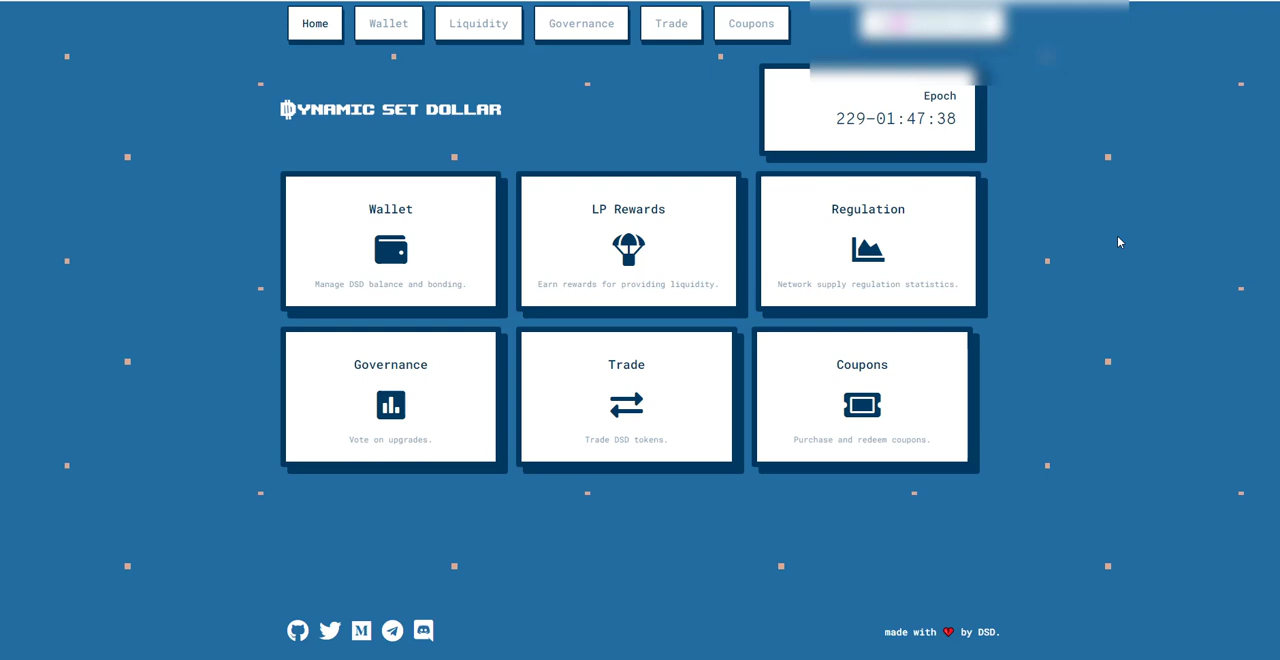 Home Wallet Liquidity Governance Trade Coupons
DYNAMIC SET DOLLAR
Epoch
229-01:47:38
Wallet
Manage DSD balance and bonding.
LP Rewards
Earn rewards for providing liquidity.
Regulation
Network supply regulation statistics.
Governance
Vote on upgrades.
Trade
Trade DSD tokens.
Coupons
Purchase and redeem coupons.
made with 💔 by DSD.